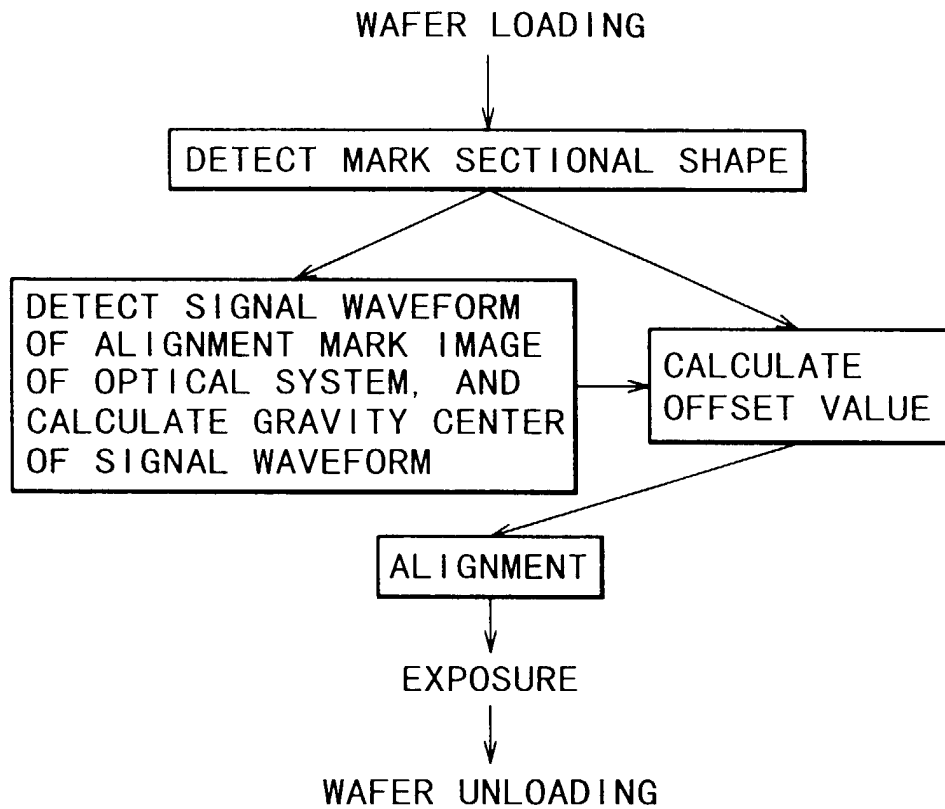 WAFER LOADING
DETECT MARK SECTIONAL SHAPE
DETECT SIGNAL WAVEFORM
OF ALIGNMENT MARK IMAGE
OF OPTICAL SYSTEM, AND
CALCULATE GRAVITY CENTER
OF SIGNAL WAVEFORM
CALCULATE
OFFSET VALUE
ALIGNMENT
EXPOSURE
WAFER UNLOADING